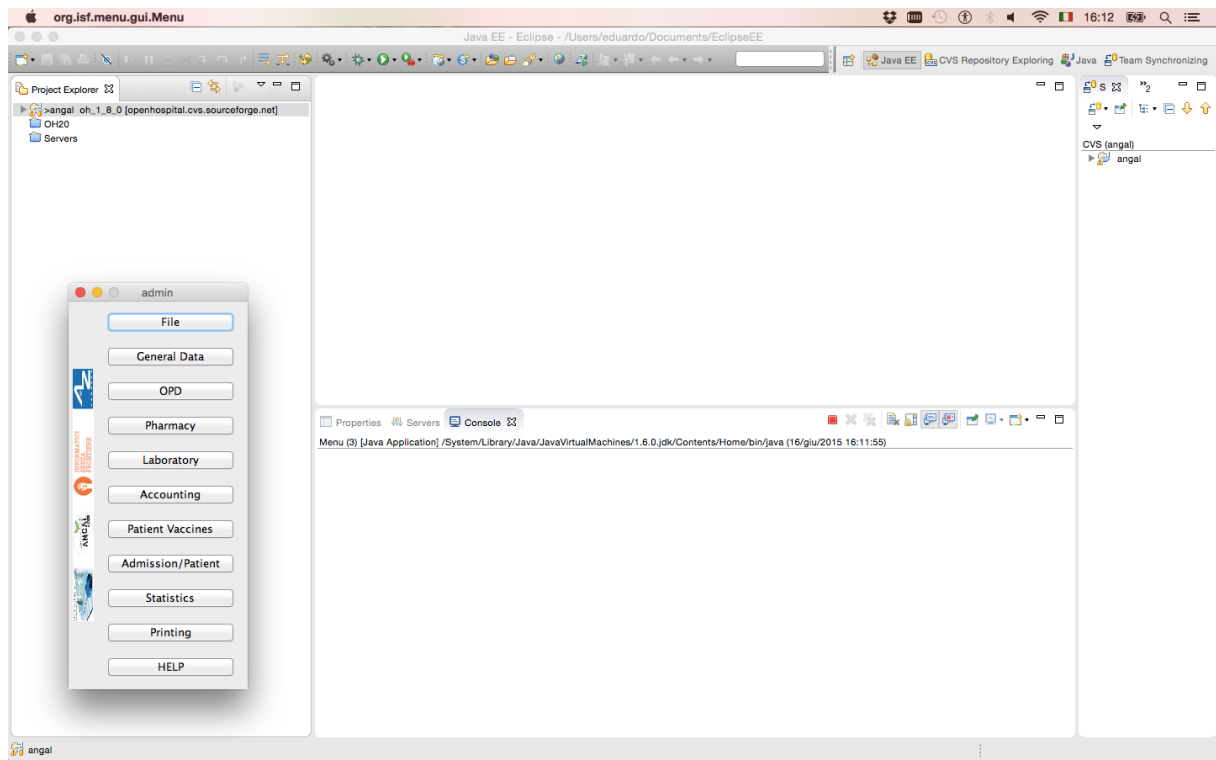 org.isf.menu.gui.Menu 16:12
Java EE - Eclipse - /Users/eduardo/Documents/EclipseEE
Java EE CVS Repository Exploring Java Team Synchronizing
Project Explorer
>angal oh_1_8_0 [openhospital.cvs.sourceforge.net]
OH20
Servers
S »2
CVS (angal)
angal
admin
File
General Data
OPD
Pharmacy
Laboratory
Accounting
Patient Vaccines
Admission/Patient
Statistics
Printing
HELP
INFORMATICI
SENZA
FRONTIERE
Properties Servers Console
Menu (3) [Java Application] /System/Library/Java/JavaVirtualMachines/1.6.0.jdk/Contents/Home/bin/java (16/giu/2015 16:11:55)
angal